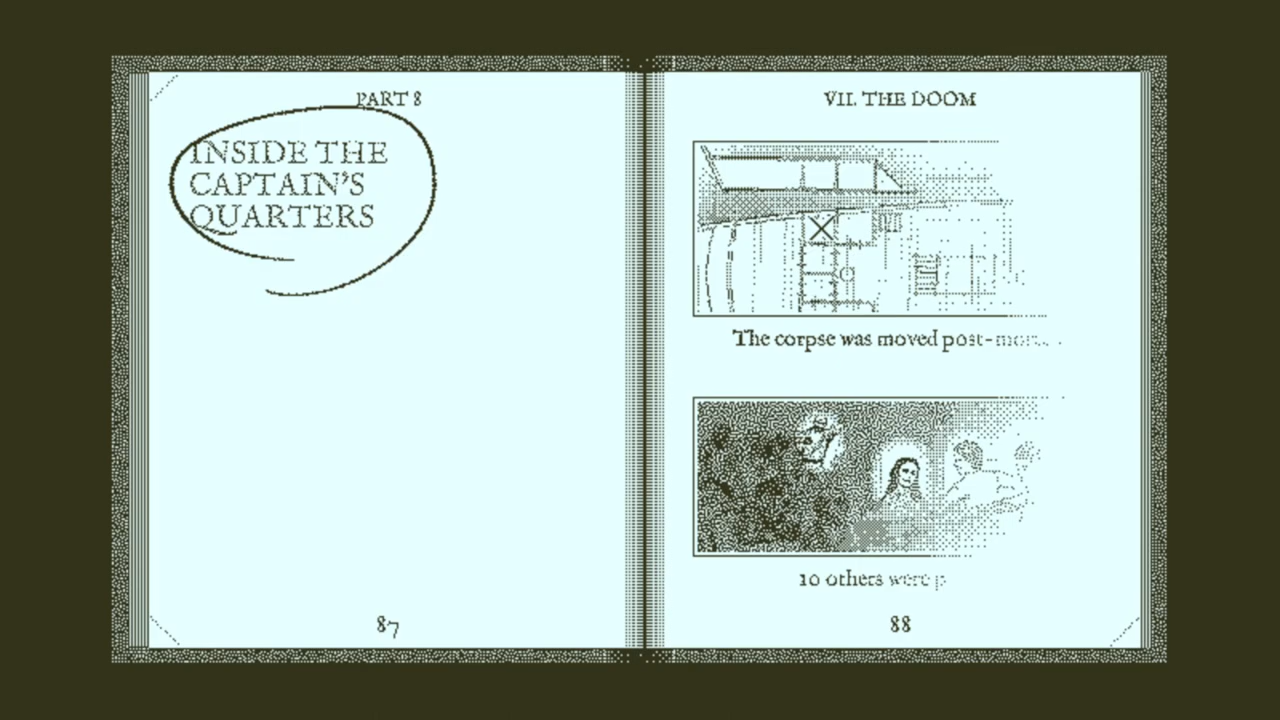 PART 8
INSIDE THE
CAPTAIN'S
QUARTERS
87
VII. THE DOOM
The corpse was moved post-
10 others were p
88